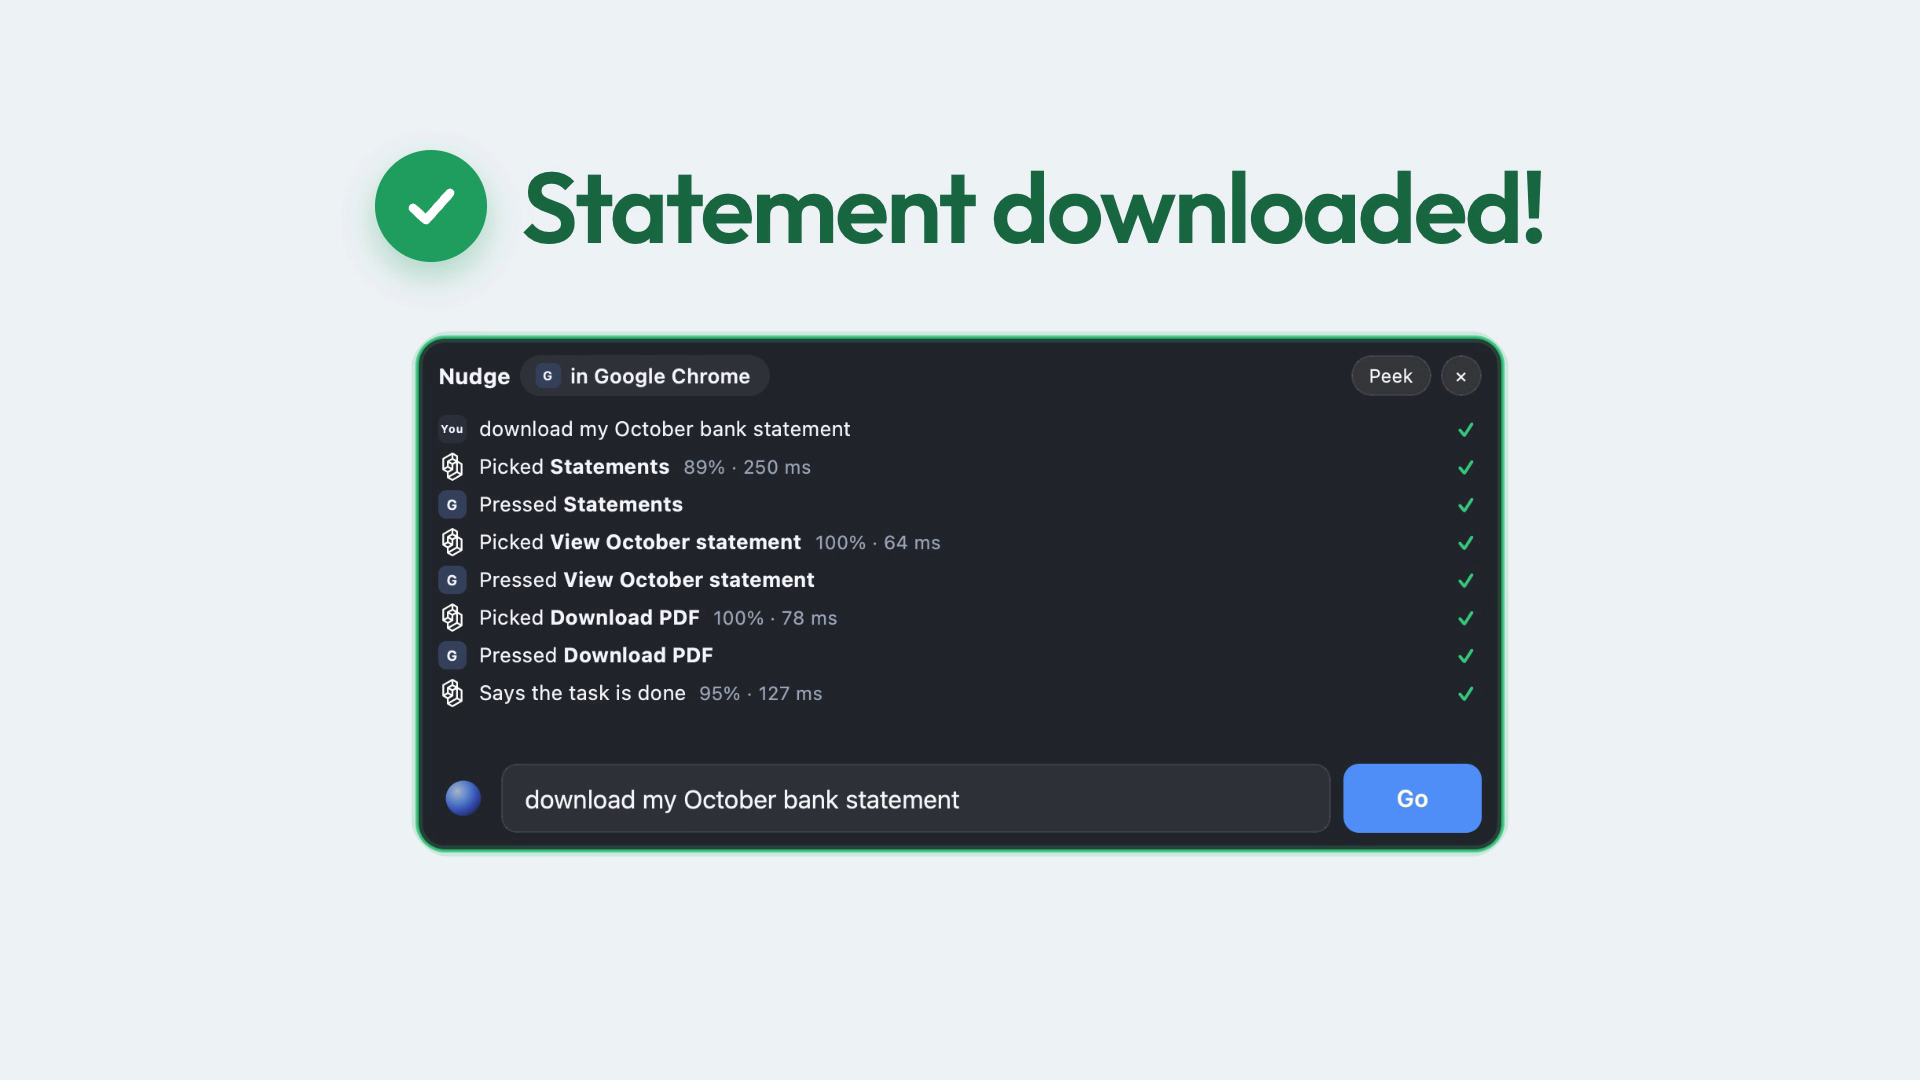 Statement downloaded!
Nudge G in Google Chrome Peek ×
You download my October bank statement
Picked Statements 89% · 250 ms
G Pressed Statements
Picked View October statement 100% · 64 ms
G Pressed View October statement
Picked Download PDF 100% · 78 ms
G Pressed Download PDF
Says the task is done 95% · 127 ms
download my October bank statement Go